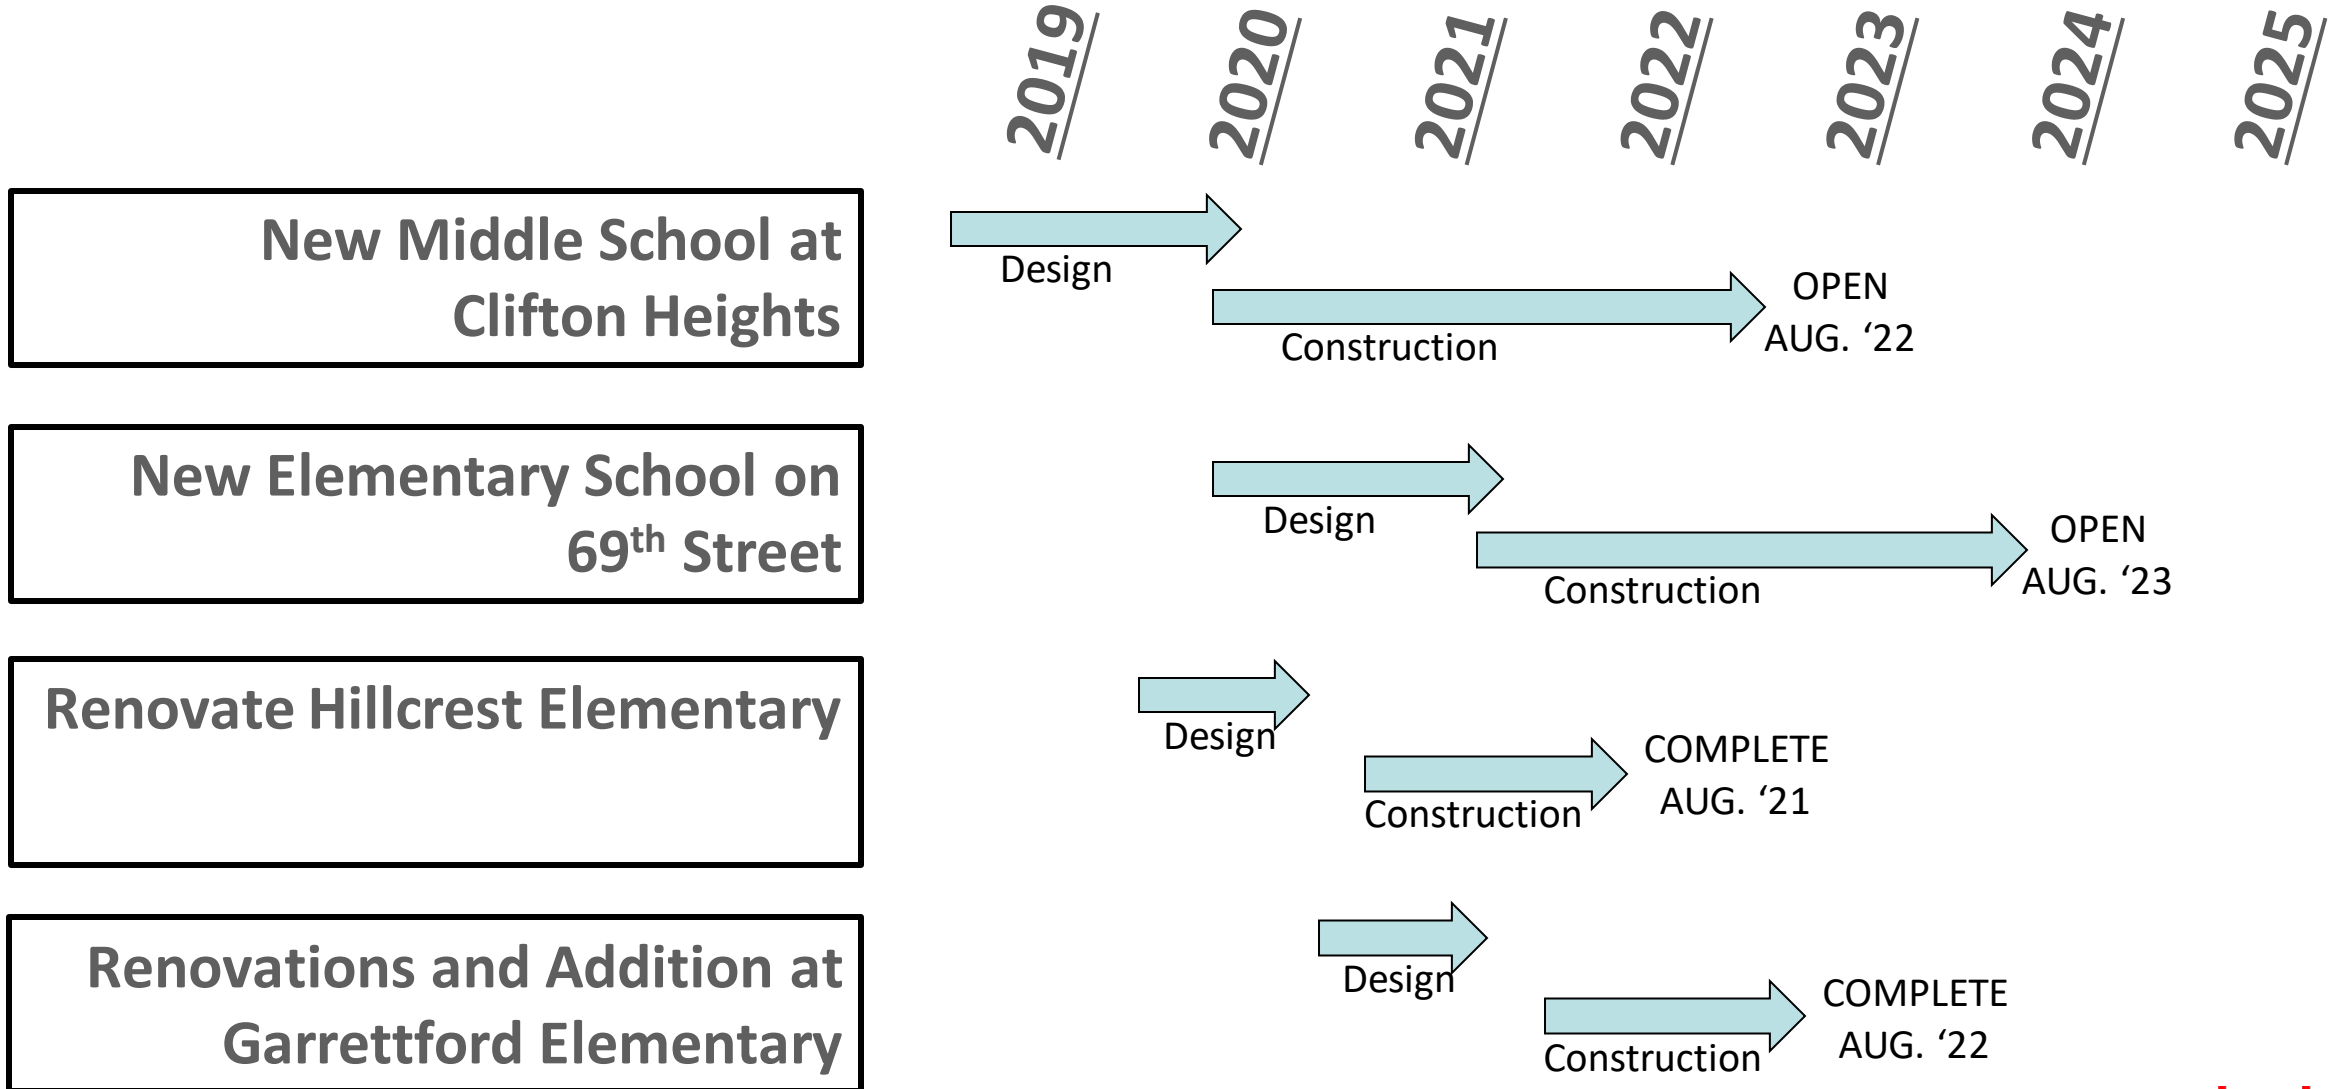 2019 2020 2021 2022 2023 2024 2025
New Middle School at
Clifton Heights
Design
Construction
OPEN
AUG. ‘22
New Elementary School on
69th Street
Design
Construction
OPEN
AUG. ‘23
Renovate Hillcrest Elementary
Design
Construction
COMPLETE
AUG. ‘21
Renovations and Addition at
Garrettford Elementary
Design
Construction
COMPLETE
AUG. ‘22